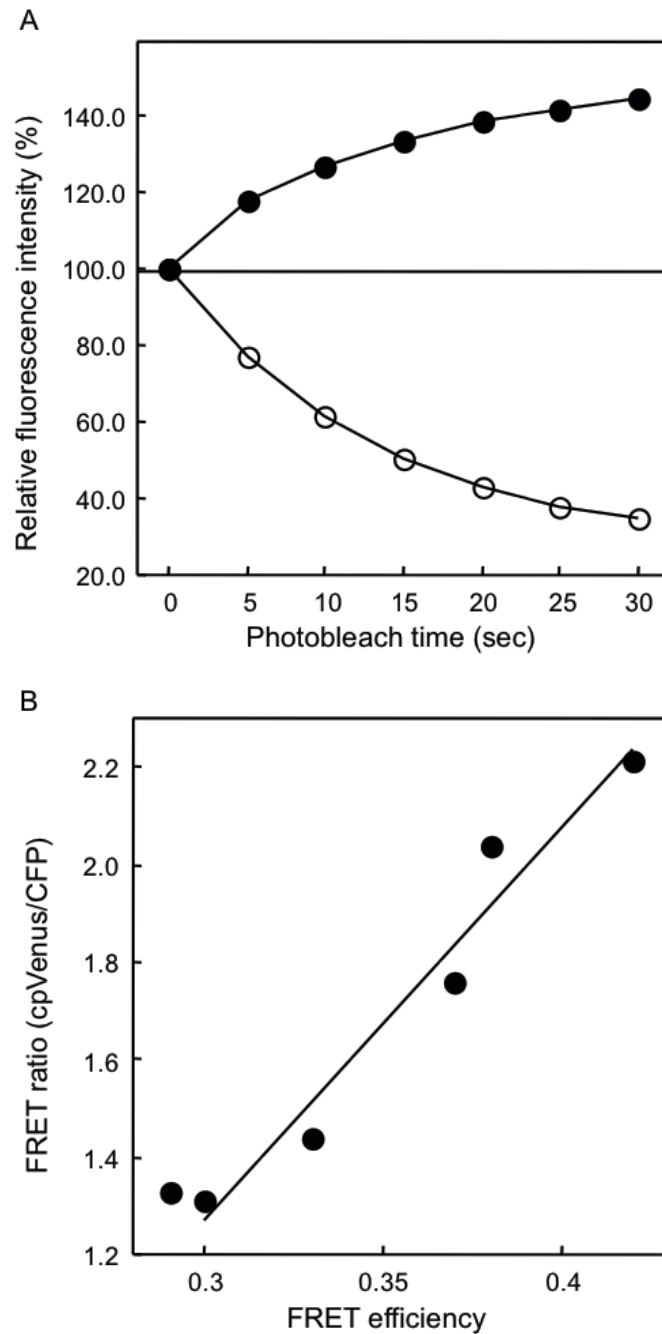 A
Relative fluorescence intensity (%)
140.0
120.0
100.0
80.0
60.0
40.0
20.0
0 5 10 15 20 25 30
Photobleach time (sec)
B
FRET ratio (cpVenus/CFP)
2.2
2.0
1.8
1.6
1.4
1.2
0.3 0.35 0.4
FRET efficiency